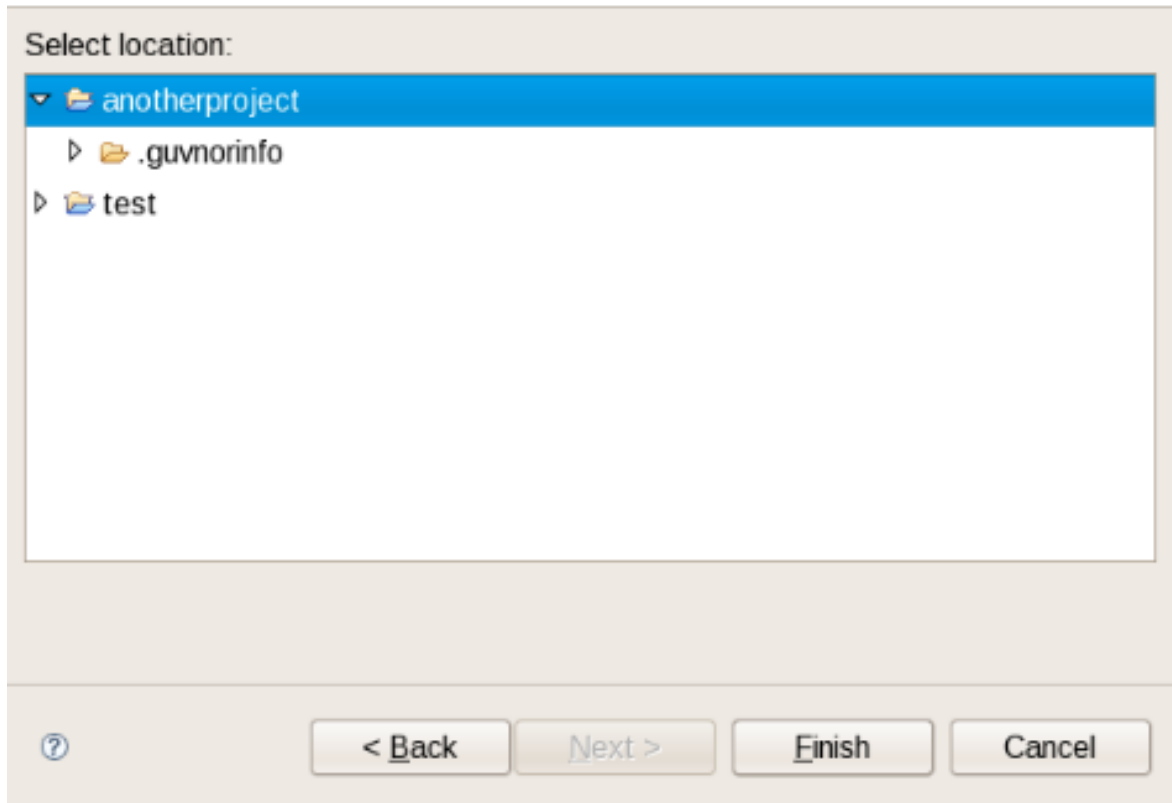 Select location:
anotherproject
.guvnorinfo
test
< Back Next > Finish Cancel